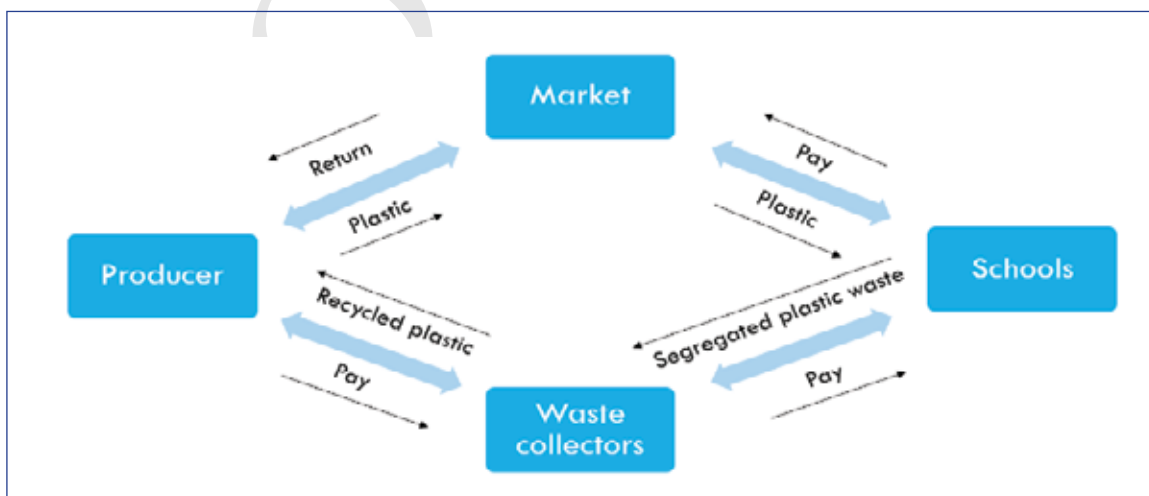 Market
Return
Pay
Plastic
Plastic
Producer
Schools
Recycled plastic
Segregated plastic waste
Pay
Pay
Waste
collectors